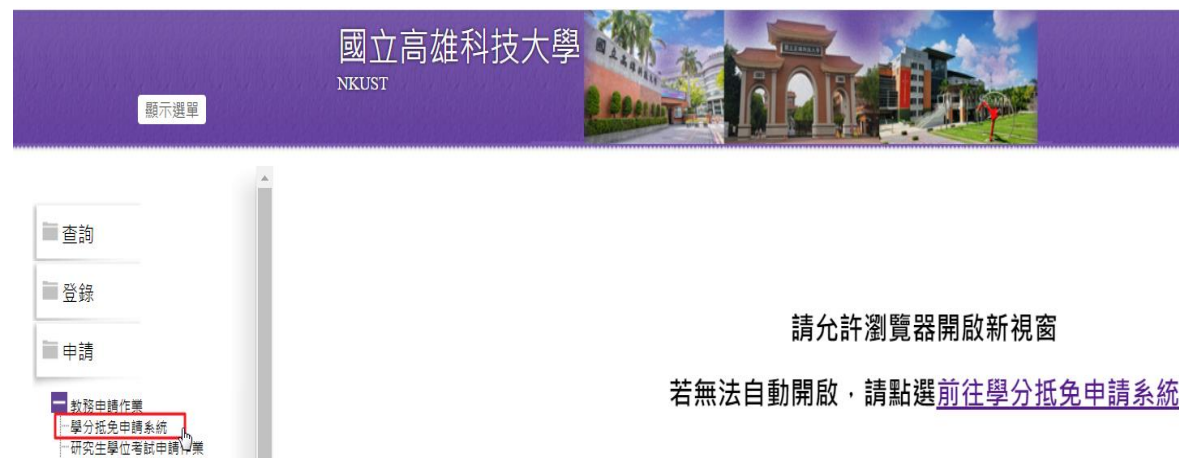 國立高雄科技大學
NKUST
顯示選單
查詢
登錄
申請
教務申請作業
學分抵免申請系統
研究生學位考試申請作業
請允許瀏覽器開啟新視窗
若無法自動開啟，請點選前往學分抵免申請系統